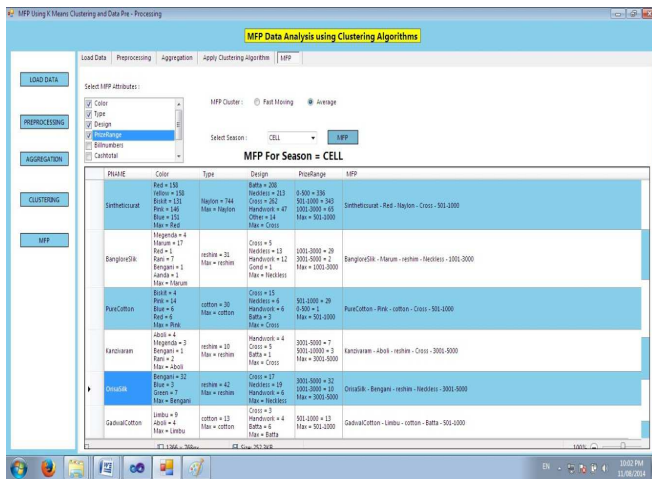 MFP Using K Means Clustering and Data Pre - Processing
MFP Data Analysis using Clustering Algorithms
Load Data Preprocessing Aggregation Apply Clustering Algorithm MFP
LOAD DATA
PREPROCESSING
AGGREGATION
CLUSTERING
MFP
Select MFP Attributes :
Color
Type
Design
PrizeRange
Billnumbers
Cashtotal
MFP Cluster : Fast Moving Average
Select Season : CELL MFP
MFP For Season = CELL
PNAME Color Type Design PrizeRange MFP
Sintheticsurat
Red = 158
Yellow = 158
Biskit = 131
Pink = 146
Blue = 151
Max = Red
Naylon = 744
Max = Naylon
Batta = 208
Neckless = 213
Cross = 262
Handwork = 47
Other = 14
Max = Cross
0-500 = 336
501-1000 = 343
1001-3000 = 65
Max = 501-1000
Sintheticsurat - Red - Naylon - Cross - 501-1000
BangloreSlik
Megenda = 4
Marum = 17
Red = 1
Rani = 7
Bengani = 1
Aanda = 1
Max = Marum
reshim = 31
Max = reshim
Cross = 5
Neckless = 13
Handwork = 12
Gond = 1
Max = Neckless
1001-3000 = 29
3001-5000 = 2
Max = 1001-3000
BangloreSlik - Marum - reshim - Neckless - 1001-3000
PureCotton
Biskit = 4
Pink = 14
Blue = 6
Red = 6
Max = Pink
cotton = 30
Max = cotton
Cross = 15
Neckless = 6
Handwork = 6
Batta = 3
Max = Cross
501-1000 = 29
0-500 = 1
Max = 501-1000
PureCotton - Pink - cotton - Cross - 501-1000
Kanzivaram
Aboli = 4
Megenda = 3
Bengani = 1
Rani = 2
Max = Aboli
reshim = 10
Max = reshim
Handwork = 4
Cross = 5
Batta = 1
Max = Cross
3001-5000 = 7
5001-10000 = 3
Max = 3001-5000
Kanzivaram - Aboli - reshim - Cross - 3001-5000
OrisaSilk
Bengani = 32
Blue = 3
Green = 7
Max = Bengani
reshim = 42
Max = reshim
Cross = 17
Neckless = 19
Handwork = 6
Max = Neckless
3001-5000 = 32
1001-3000 = 10
Max = 3001-5000
OrisaSilk - Bengani - reshim - Neckless - 3001-5000
GadwalCotton
Limbu = 9
Aboli = 4
Max = Limbu
cotton = 13
Max = cotton
Cross = 3
Handwork = 4
Batta = 6
Max = Batta
501-1000 = 13
Max = 501-1000
GadwalCotton - Limbu - cotton - Batta - 501-1000
100%
EN
10:02 PM
11/08/2014